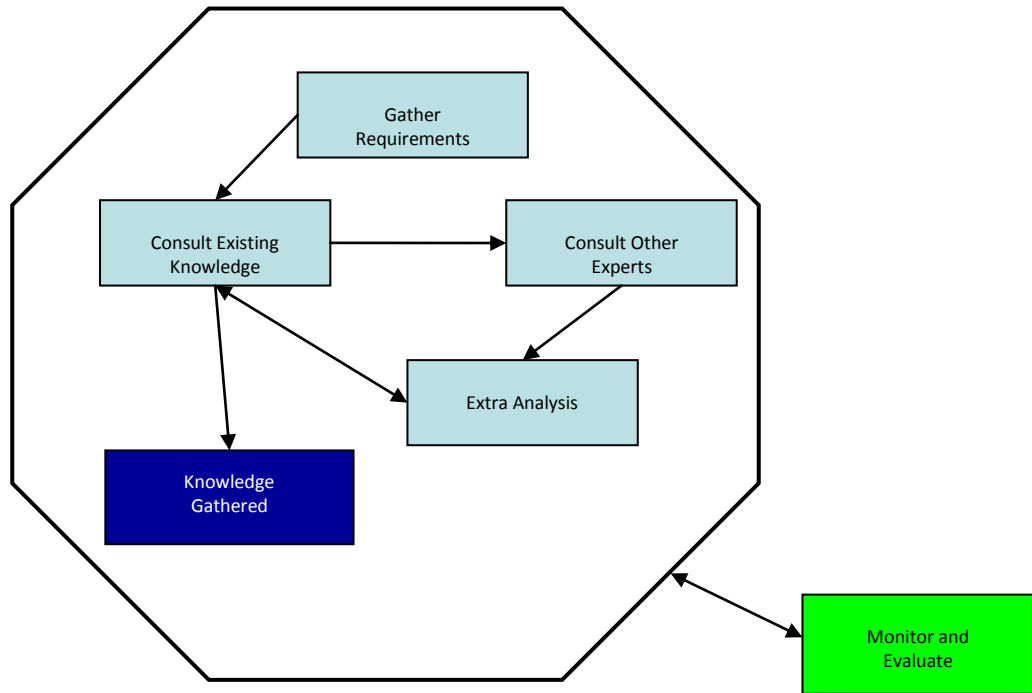 Gather
Requirements
Consult Existing
Knowledge
Consult Other
Experts
Extra Analysis
Knowledge
Gathered
Monitor and
Evaluate